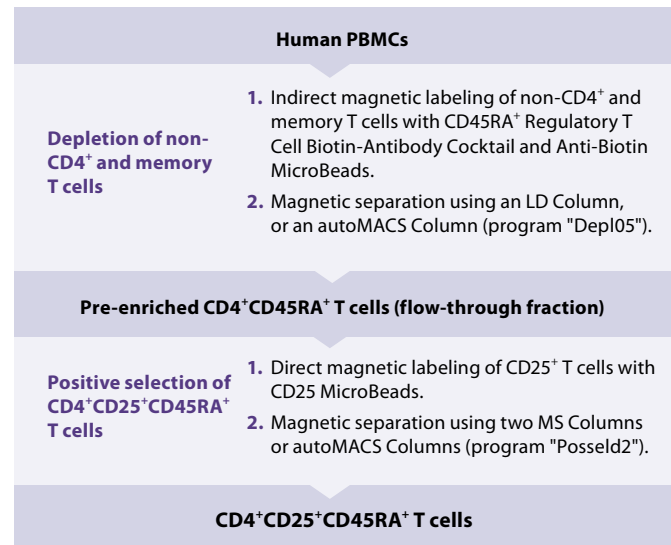 Human PBMCs
Depletion of non-
CD4⁺ and memory
T cells
1. Indirect magnetic labeling of non-CD4⁺ and
memory T cells with CD45RA⁺ Regulatory T
Cell Biotin-Antibody Cocktail and Anti-Biotin
MicroBeads.
2. Magnetic separation using an LD Column,
or an autoMACS Column (program "Depl05").
Pre-enriched CD4⁺CD45RA⁺ T cells (flow-through fraction)
Positive selection of
CD4⁺CD25⁺CD45RA⁺
T cells
1. Direct magnetic labeling of CD25⁺ T cells with
CD25 MicroBeads.
2. Magnetic separation using two MS Columns
or autoMACS Columns (program "Posseld2").
CD4⁺CD25⁺CD45RA⁺ T cells